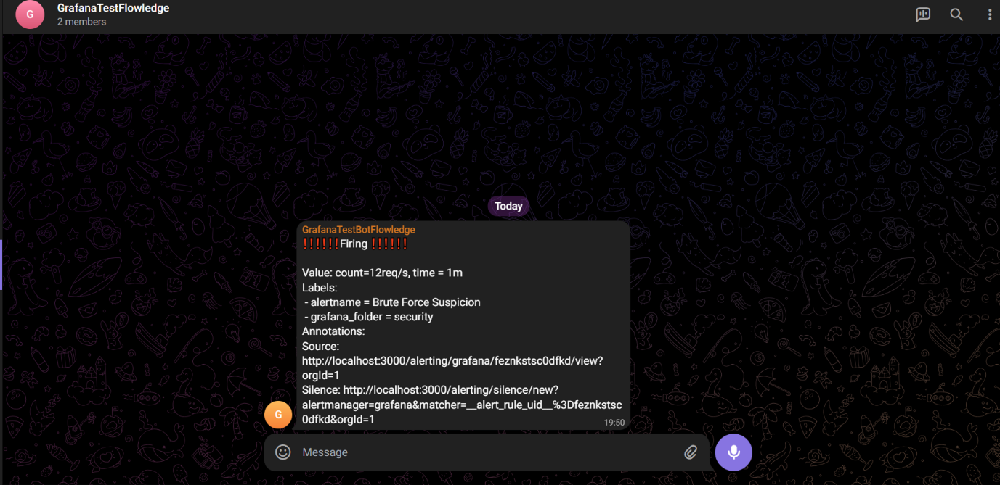 G
GrafanaTestFlowledge
2 members
Today
GrafanaTestBotFlowledge
❗❗❗❗❗❗Firing ❗❗❗❗❗❗
Value: count=12req/s, time = 1m
Labels:
- alertname = Brute Force Suspicion
- grafana_folder = security
Annotations:
Source:
http://localhost:3000/alerting/grafana/feznkstsc0dfkd/view?
orgId=1
Silence: http://localhost:3000/alerting/silence/new?
alertmanager=grafana&matcher=__alert_rule_uid__%3Dfeznkstsc
0dfkd&orgId=1
19:50
G
Message